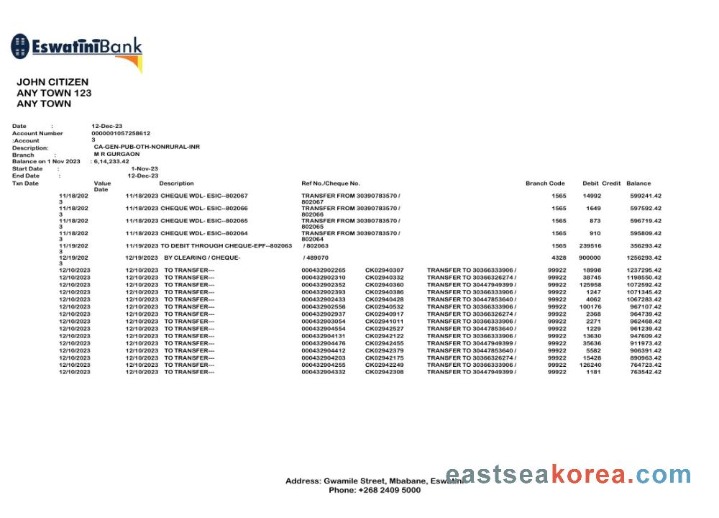 EswatiniBank
JOHN CITIZEN
ANY TOWN 123
ANY TOWN
Date : 12-Dec-23
Account Number 0000001057258612
:Account 3
Description: CA-GEN-PUB-OTH-NONRURAL-INR
Branch : M R GURGAON
Balance on 1 Nov 2023 : 6,14,233.42
Start Date : 1-Nov-23
End Date : 12-Dec-23
Txn Date Value Date Description Ref No./Cheque No. Branch Code Debit Credit Balance
11/18/2023 11/18/2023 CHEQUE WDL- ESIC--802067 TRANSFER FROM 30390783570 / 802067 1565 14992 599241.42
11/18/2023 11/18/2023 CHEQUE WDL- ESIC--802066 TRANSFER FROM 30390783570 / 802066 1565 1649 597592.42
11/18/2023 11/18/2023 CHEQUE WDL- ESIC--802065 TRANSFER FROM 30390783570 / 802065 1565 873 596719.42
11/18/2023 11/18/2023 CHEQUE WDL- ESIC--802064 TRANSFER FROM 30390783570 / 802064 1565 910 595809.42
11/19/2023 11/19/2023 TO DEBIT THROUGH CHEQUE-EPF--802063 / 802063 1565 239516 356293.42
12/19/2023 12/19/2023 BY CLEARING / CHEQUE- / 489070 4328 900000 1256293.42
12/10/2023 12/10/2023 TO TRANSFER--- 000432902265 CK02940307 TRANSFER TO 30366333906 / 99922 18998 1237295.42
12/10/2023 12/10/2023 TO TRANSFER--- 000432902310 CK02940332 TRANSFER TO 30366326274 / 99922 38745 1198550.42
12/10/2023 12/10/2023 TO TRANSFER--- 000432902352 CK02940360 TRANSFER TO 30447949399 / 99922 125958 1072592.42
12/10/2023 12/10/2023 TO TRANSFER--- 000432902393 CK02940386 TRANSFER TO 30366333906 / 99922 1247 1071345.42
12/10/2023 12/10/2023 TO TRANSFER--- 000432902433 CK02940428 TRANSFER TO 30447853640 / 99922 4062 1067283.42
12/10/2023 12/10/2023 TO TRANSFER--- 000432902556 CK02940532 TRANSFER TO 30366333906 / 99922 100176 967107.42
12/10/2023 12/10/2023 TO TRANSFER--- 000432902937 CK02940917 TRANSFER TO 30366326274 / 99922 2368 964739.42
12/10/2023 12/10/2023 TO TRANSFER--- 000432903054 CK02941011 TRANSFER TO 30366333906 / 99922 2271 962468.42
12/10/2023 12/10/2023 TO TRANSFER--- 000432904554 CK02942527 TRANSFER TO 30447853640 / 99922 1229 961239.42
12/10/2023 12/10/2023 TO TRANSFER--- 000432904131 CK02942122 TRANSFER TO 30366333906 / 99922 13630 947609.42
12/10/2023 12/10/2023 TO TRANSFER--- 000432904476 CK02942455 TRANSFER TO 30447949399 / 99922 35636 911973.42
12/10/2023 12/10/2023 TO TRANSFER--- 000432904412 CK02942379 TRANSFER TO 30447853640 / 99922 5582 906391.42
12/10/2023 12/10/2023 TO TRANSFER--- 000432904203 CK02942175 TRANSFER TO 30366326274 / 99922 15428 890963.42
12/10/2023 12/10/2023 TO TRANSFER--- 000432904255 CK02942249 TRANSFER TO 30366333906 / 99922 126240 764723.42
12/10/2023 12/10/2023 TO TRANSFER--- 000432904332 CK02942308 TRANSFER TO 30447949399 / 99922 1181 763542.42
Address: Gwamile Street, Mbabane, Eswatini
Phone: +268 2409 5000
eastseakorea.com